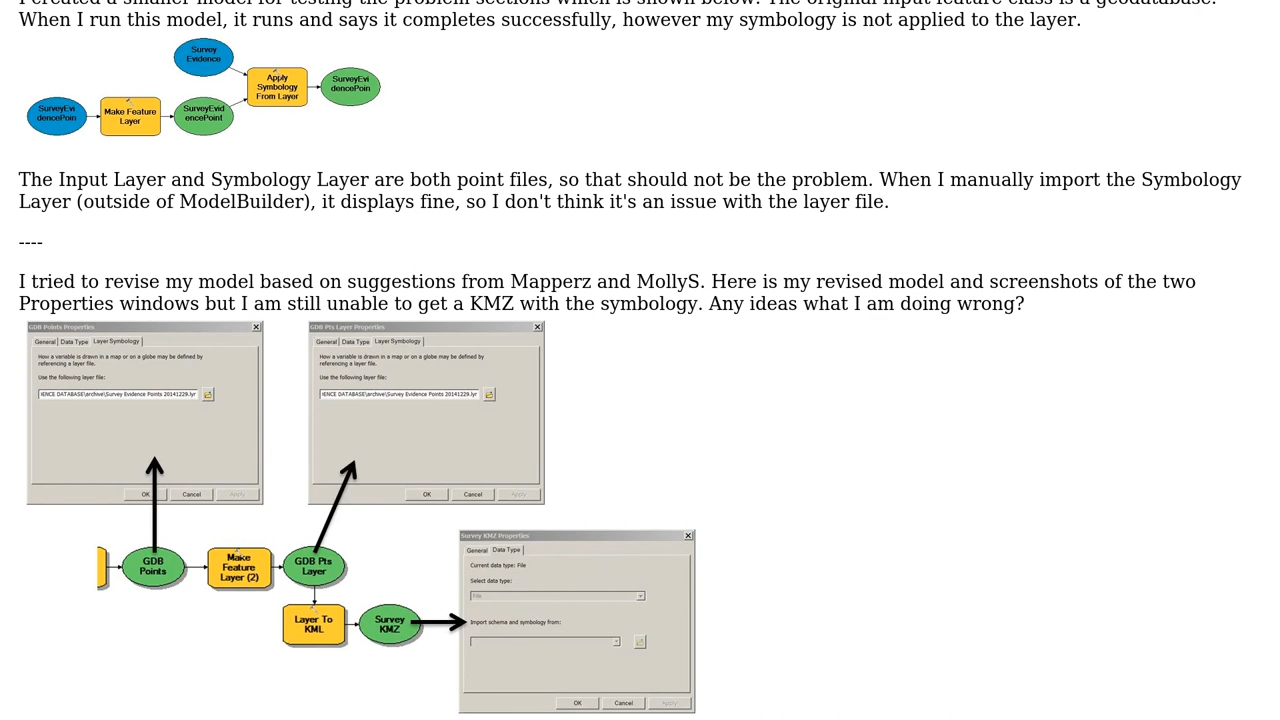 I created a smaller model for testing the problem sections which is shown below. The original input feature class is a geodatabase.
When I run this model, it runs and says it completes successfully, however my symbology is not applied to the layer.
Survey
Evidence
Apply
Symbology
From Layer
SurveyEvi
dencePoin
SurveyEvi
dencePoin
Make Feature
Layer
SurveyEvid
encePoint
The Input Layer and Symbology Layer are both point files, so that should not be the problem. When I manually import the Symbology
Layer (outside of ModelBuilder), it displays fine, so I don't think it's an issue with the layer file.
----
I tried to revise my model based on suggestions from Mapperz and MollyS. Here is my revised model and screenshots of the two
Properties windows but I am still unable to get a KMZ with the symbology. Any ideas what I am doing wrong?
GDB Points Properties
General Data Type Layer Symbology
How a variable is drawn in a map or on a globe may be defined by
referencing a layer file.
Use the following layer file:
IENCE DATABASE\archive\Survey Evidence Points 20141229.lyr
OK Cancel Apply
GDB Pts Layer Properties
General Data Type Layer Symbology
How a variable is drawn in a map or on a globe may be defined by
referencing a layer file.
Use the following layer file:
IENCE DATABASE\archive\Survey Evidence Points 20141229.lyr
OK Cancel Apply
GDB
Points
Make
Feature
Layer (2)
GDB Pts
Layer
Layer To
KML
Survey
KMZ
Survey KMZ Properties
General Data Type
Current data type: File
Select data type:
File
Import schema and symbology from:
OK Cancel Apply